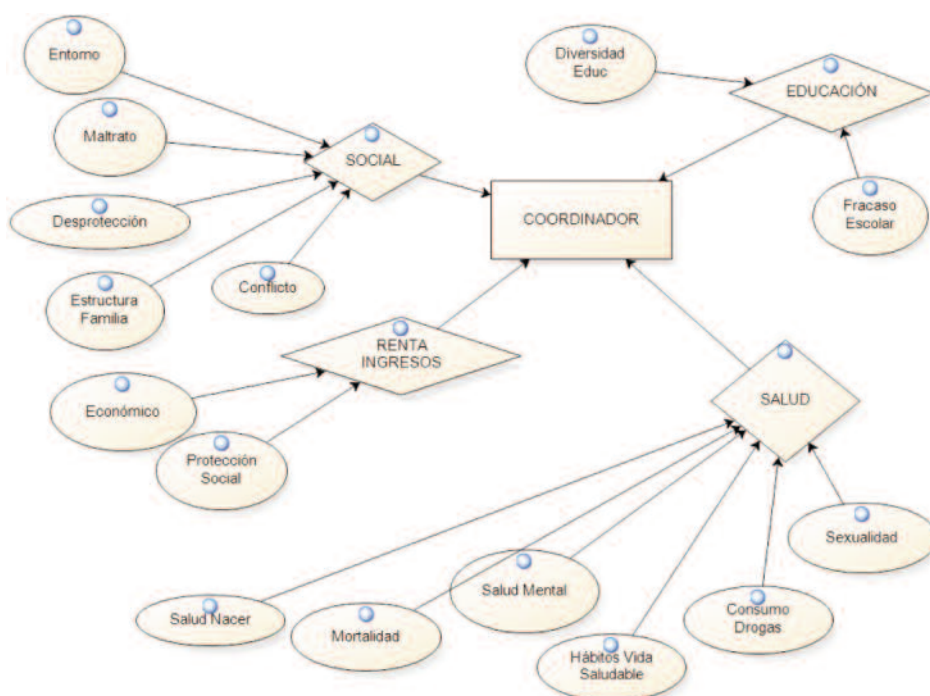 Entorno
Diversidad
Educ
EDUCACIÓN
Maltrato
SOCIAL
Desprotección
COORDINADOR
Fracaso
Escolar
Estructura
Familia
Conflicto
RENTA
INGRESOS
Económico
SALUD
Protección
Social
Sexualidad
Salud Mental
Salud Nacer
Mortalidad
Consumo
Drogas
Hábitos Vida
Saludable